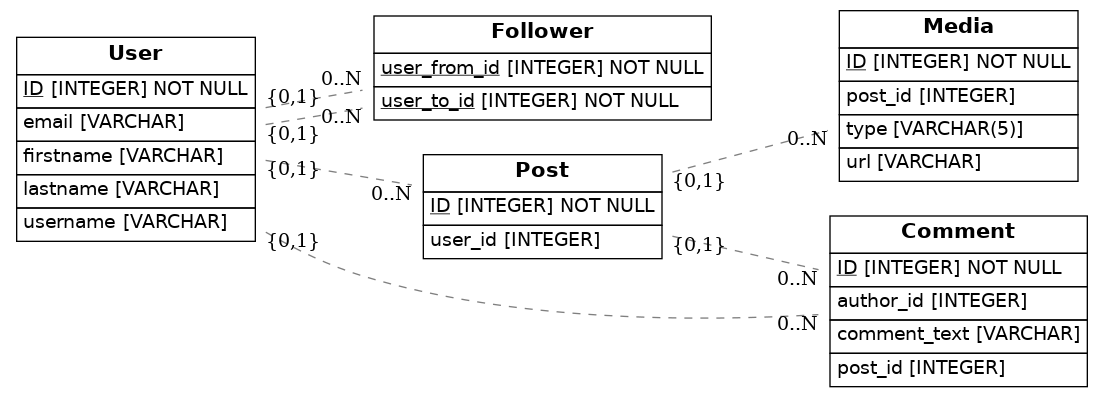 User
ID [INTEGER] NOT NULL
email [VARCHAR]
firstname [VARCHAR]
lastname [VARCHAR]
username [VARCHAR]
Follower
user_from_id [INTEGER] NOT NULL
user_to_id [INTEGER] NOT NULL
Post
ID [INTEGER] NOT NULL
user_id [INTEGER]
Media
ID [INTEGER] NOT NULL
post_id [INTEGER]
type [VARCHAR(5)]
url [VARCHAR]
Comment
ID [INTEGER] NOT NULL
author_id [INTEGER]
comment_text [VARCHAR]
post_id [INTEGER]
0..N
{0,1}
0..N
{0,1}
{0,1}
0..N
{0,1}
0..N
0..N
{0,1}
{0,1}
0..N